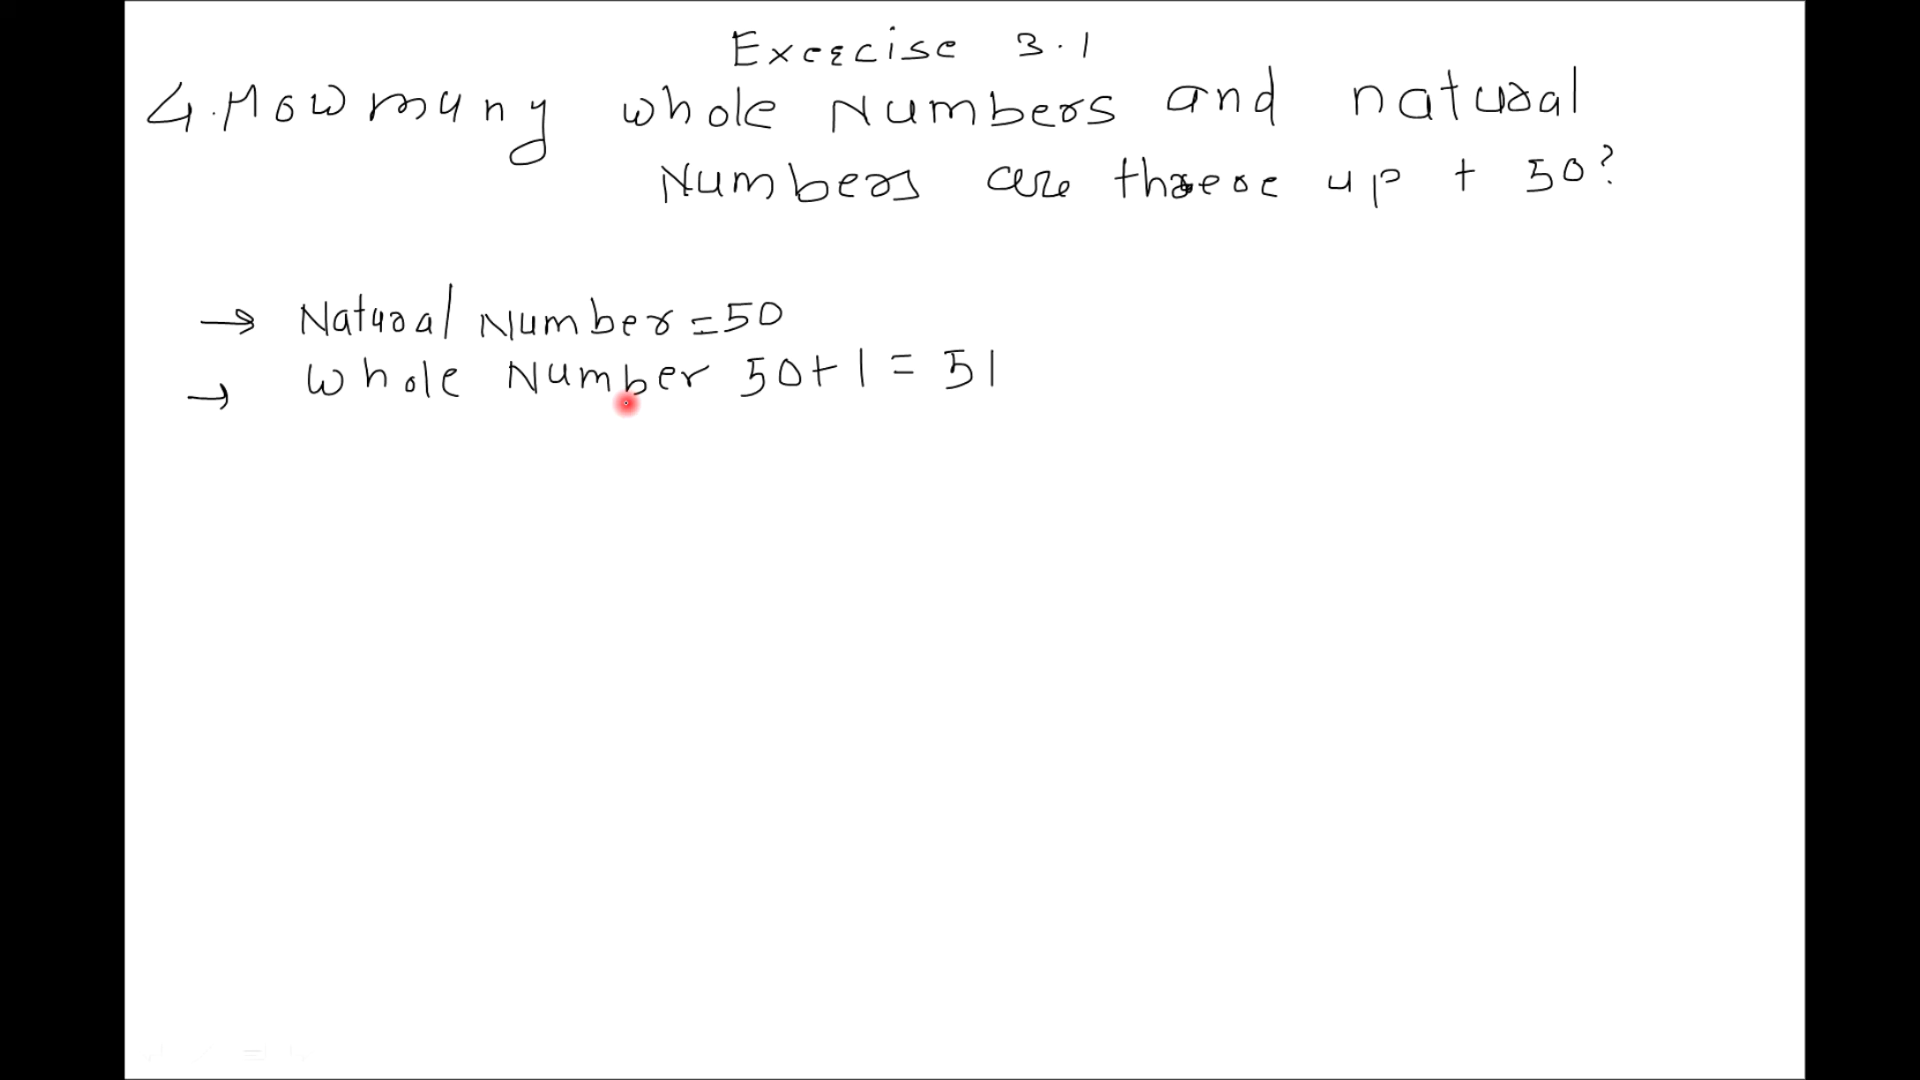 Exercise 3.1
4. How many whole Numbers and natural
Numbers are there up t 50?
→ Natural Number = 50
→ Whole Number 50+1 = 51